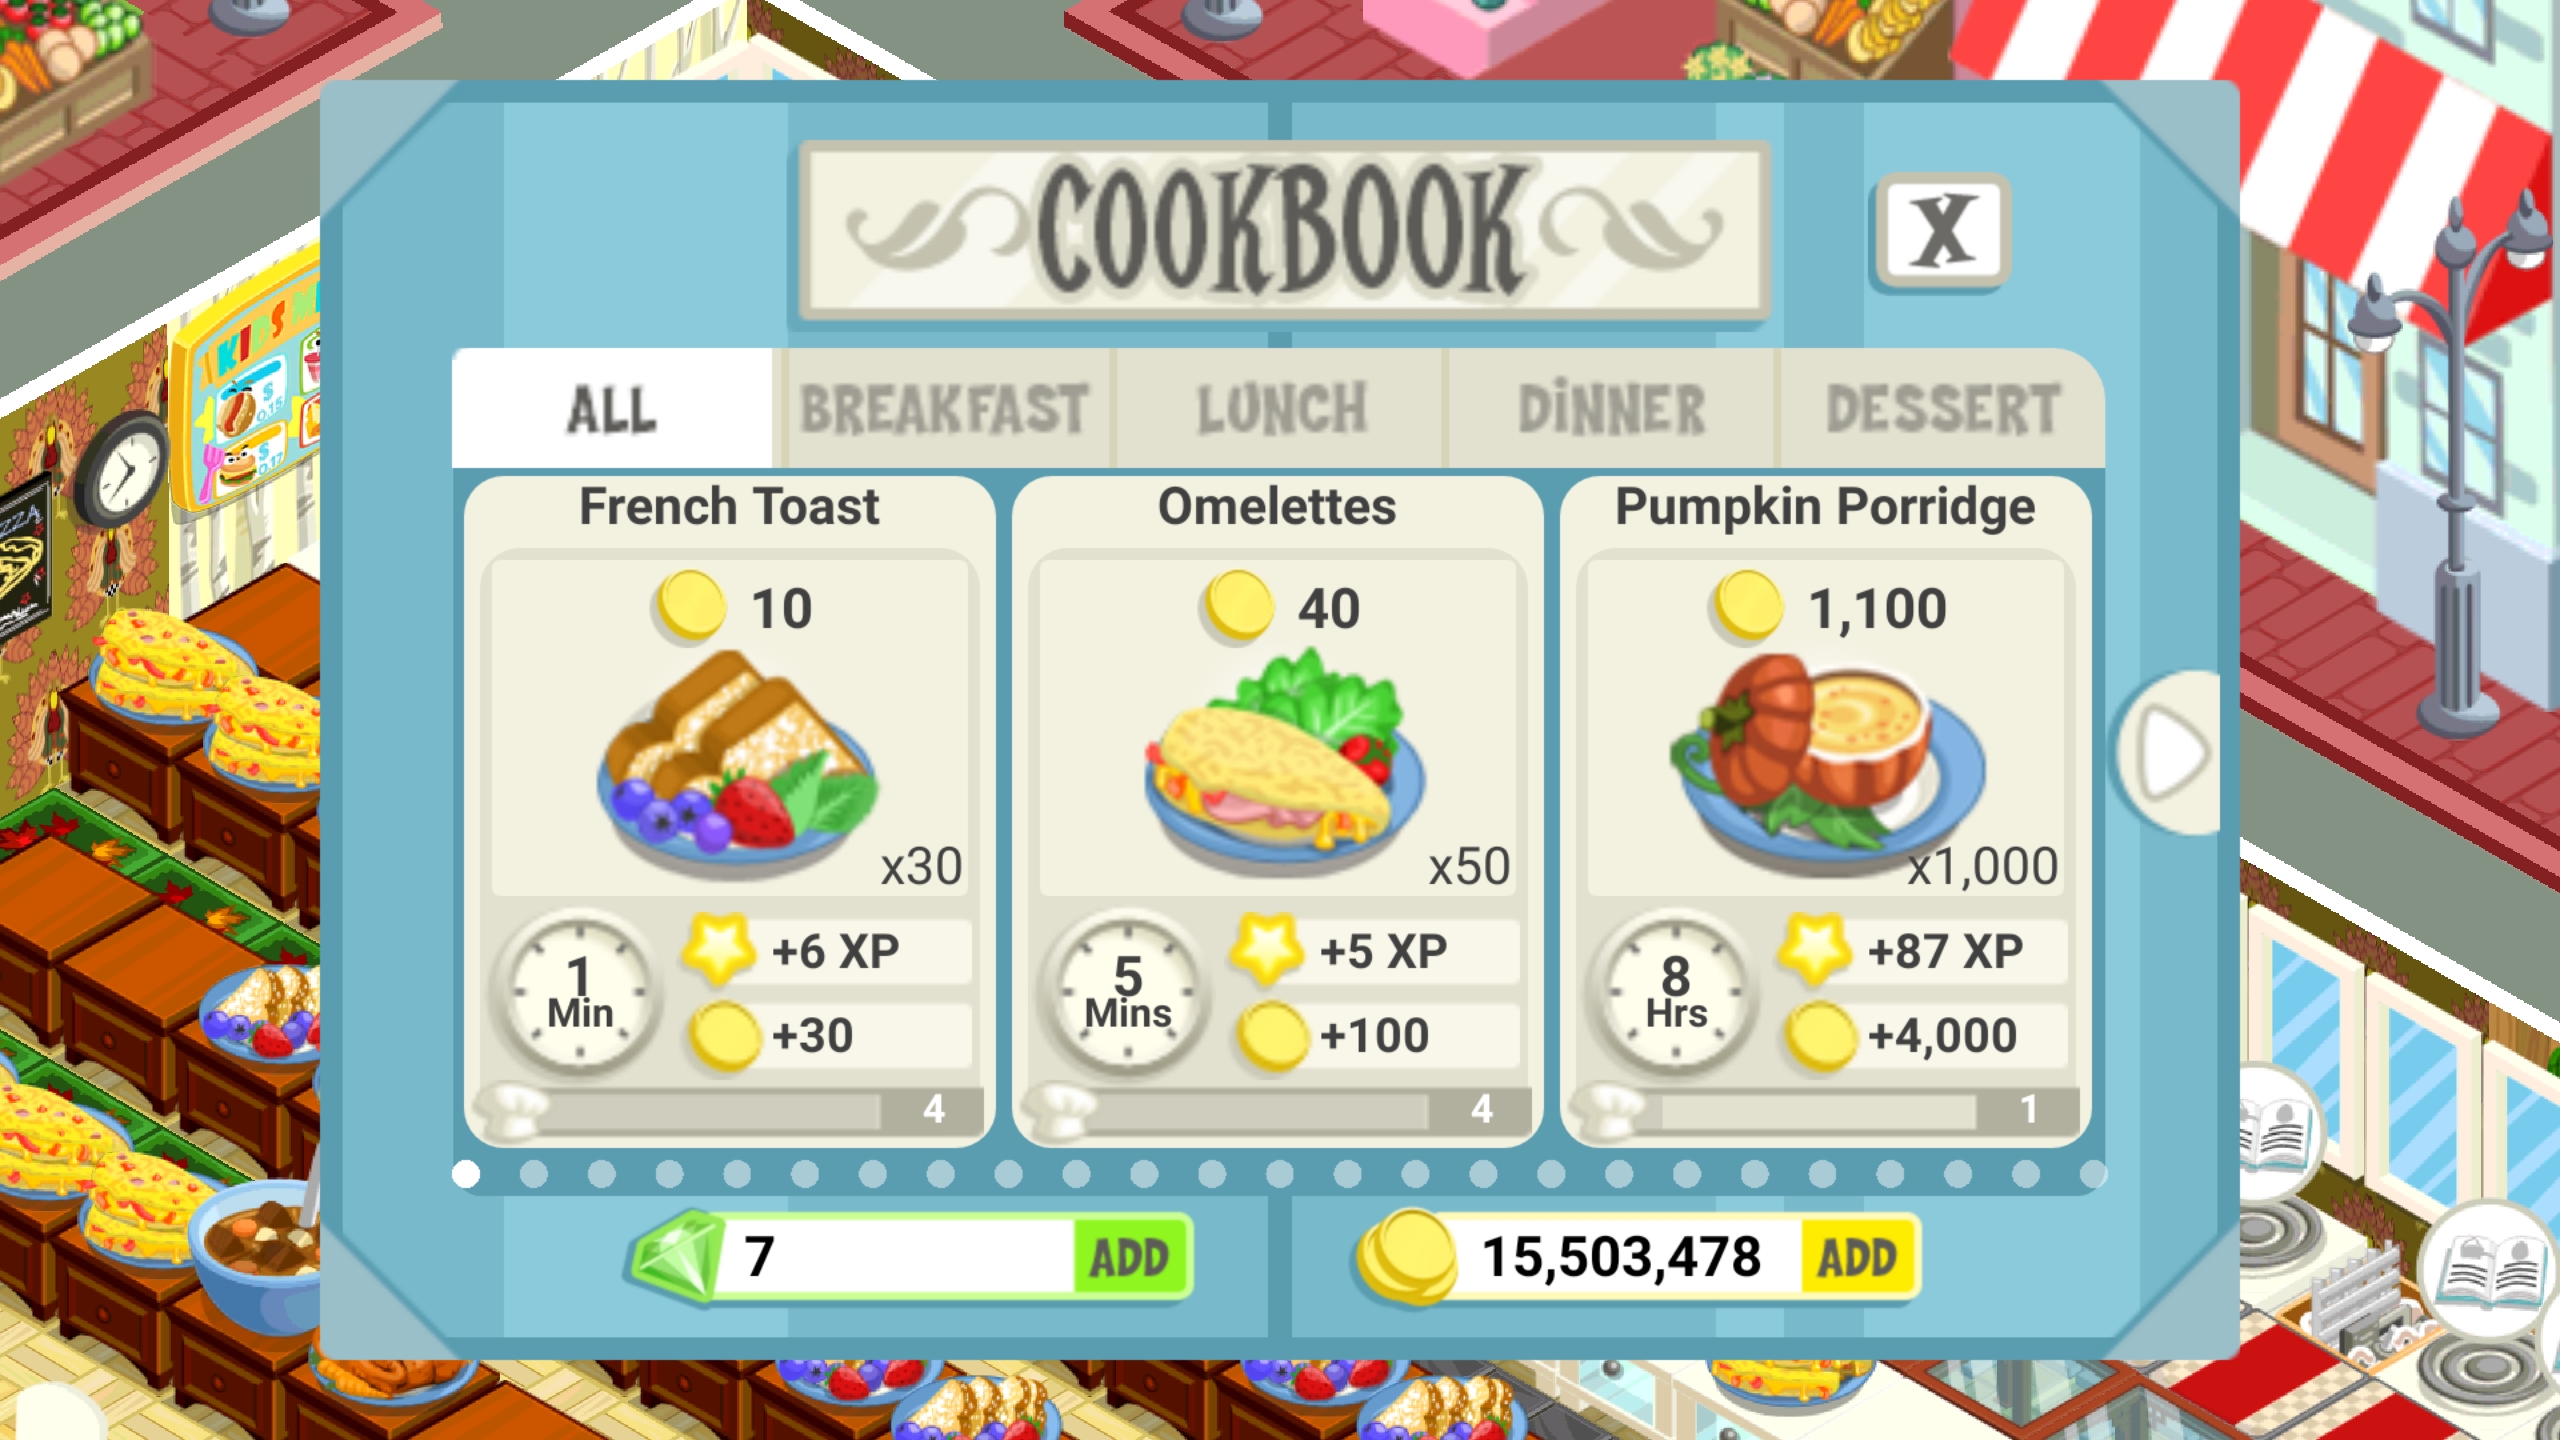 COOKBOOK
X
ALL BREAKFAST LUNCH DINNER DESSERT
French Toast
10
x30
1 Min
+6 XP
+30
4
Omelettes
40
x50
5 Mins
+5 XP
+100
4
Pumpkin Porridge
1,100
x1,000
8 Hrs
+87 XP
+4,000
1
7 ADD
15,503,478 ADD
KIDS